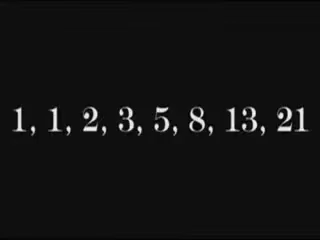 1, 1, 2, 3, 5, 8, 13, 21